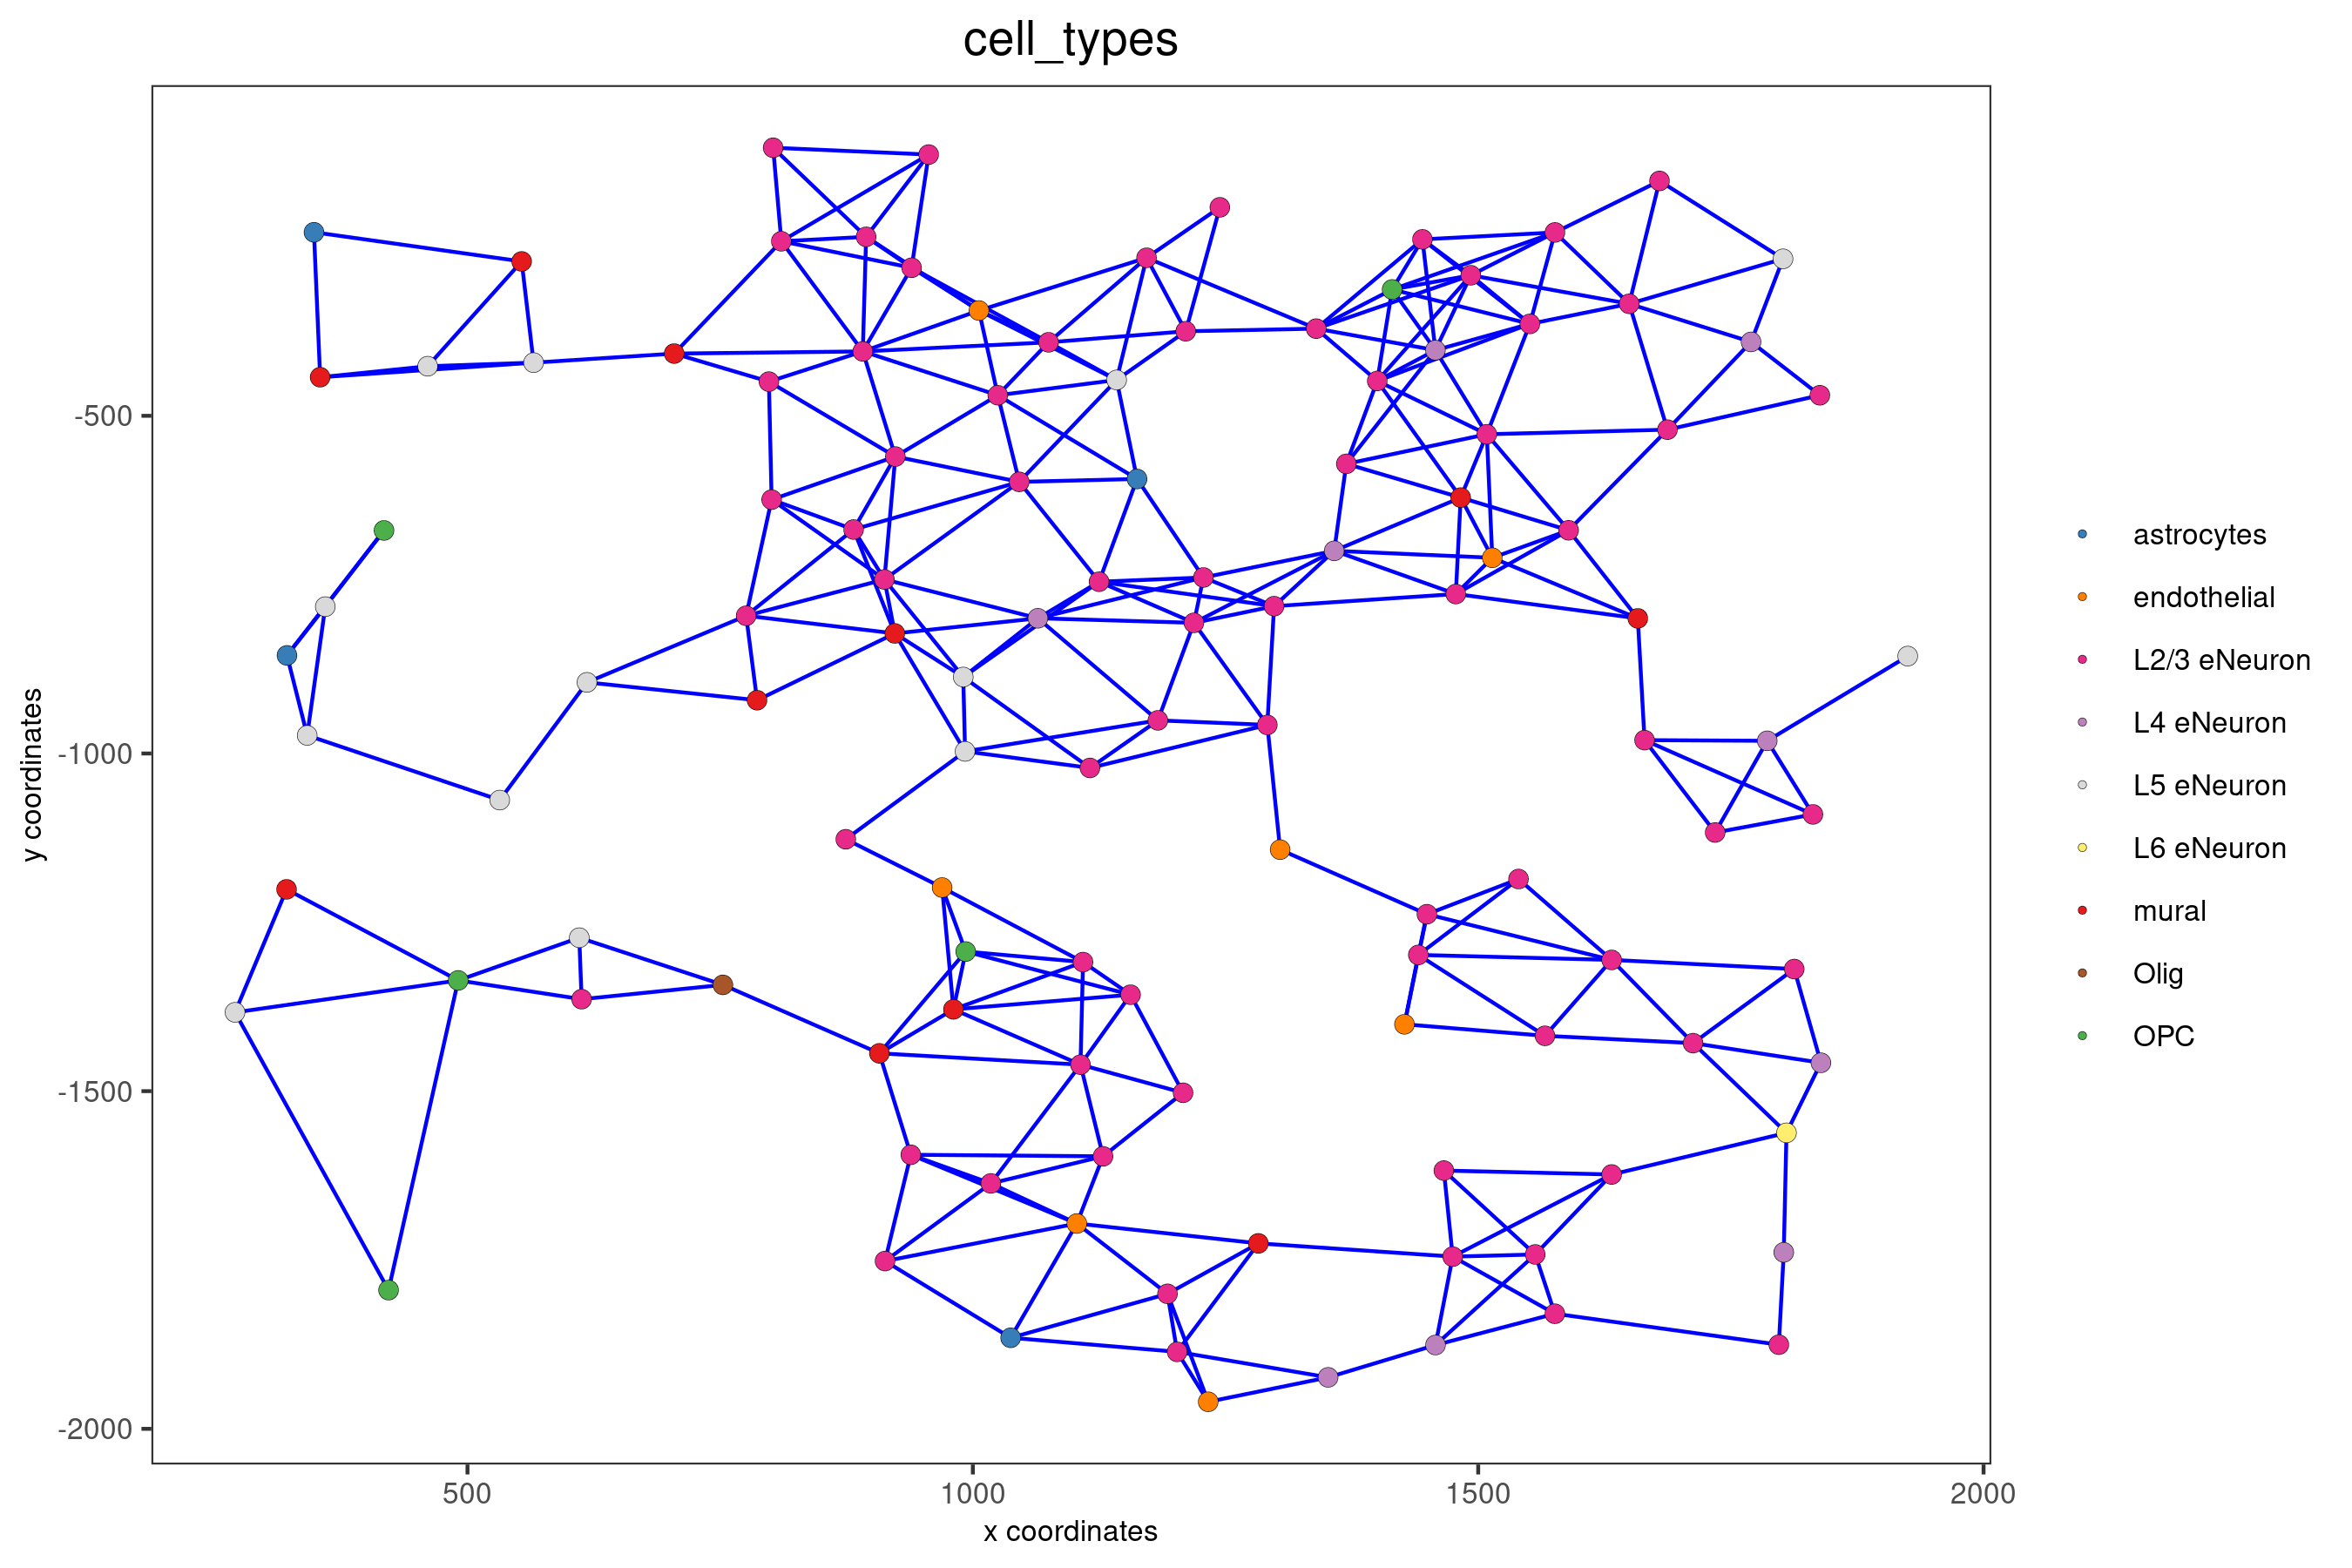 cell_types
y coordinates
-500
-1000
-1500
-2000
500
1000
1500
2000
x coordinates
astrocytes
endothelial
L2/3 eNeuron
L4 eNeuron
L5 eNeuron
L6 eNeuron
mural
Olig
OPC